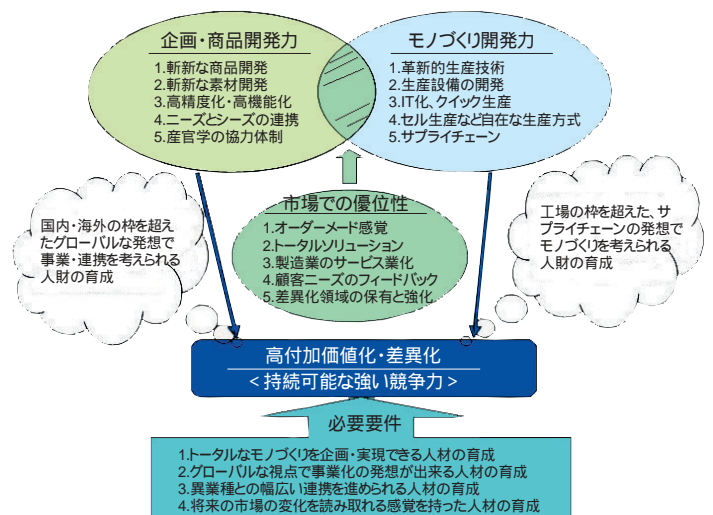 企画・商品開発力
1.斬新な商品開発
2.斬新な素材開発
3.高精度化・高機能化
4.ニーズとシーズの連携
5.産官学の協力体制
モノづくり開発力
1.革新的生産技術
2.生産設備の開発
3.IT化、クイック生産
4.セル生産など自在な生産方式
5.サプライチェーン
国内・海外の枠を超え
たグローバルな発想で
事業・連携を考えられる
人財の育成
市場での優位性
1.オーダーメード感覚
2.トータルソリューション
3.製造業のサービス業化
4.顧客ニーズのフィードバック
5.差異化領域の保有と強化
工場の枠を超えた、サ
プライチェーンの発想で
モノづくりを考えられる
人財の育成
高付加価値化・差異化
<持続可能な強い競争力>
必要要件
1.トータルなモノづくりを企画・実現できる人材の育成
2.グローバルな視点で事業化の発想が出来る人材の育成
3.異業種との幅広い連携を進められる人材の育成
4.将来の市場の変化を読み取れる感覚を持った人材の育成